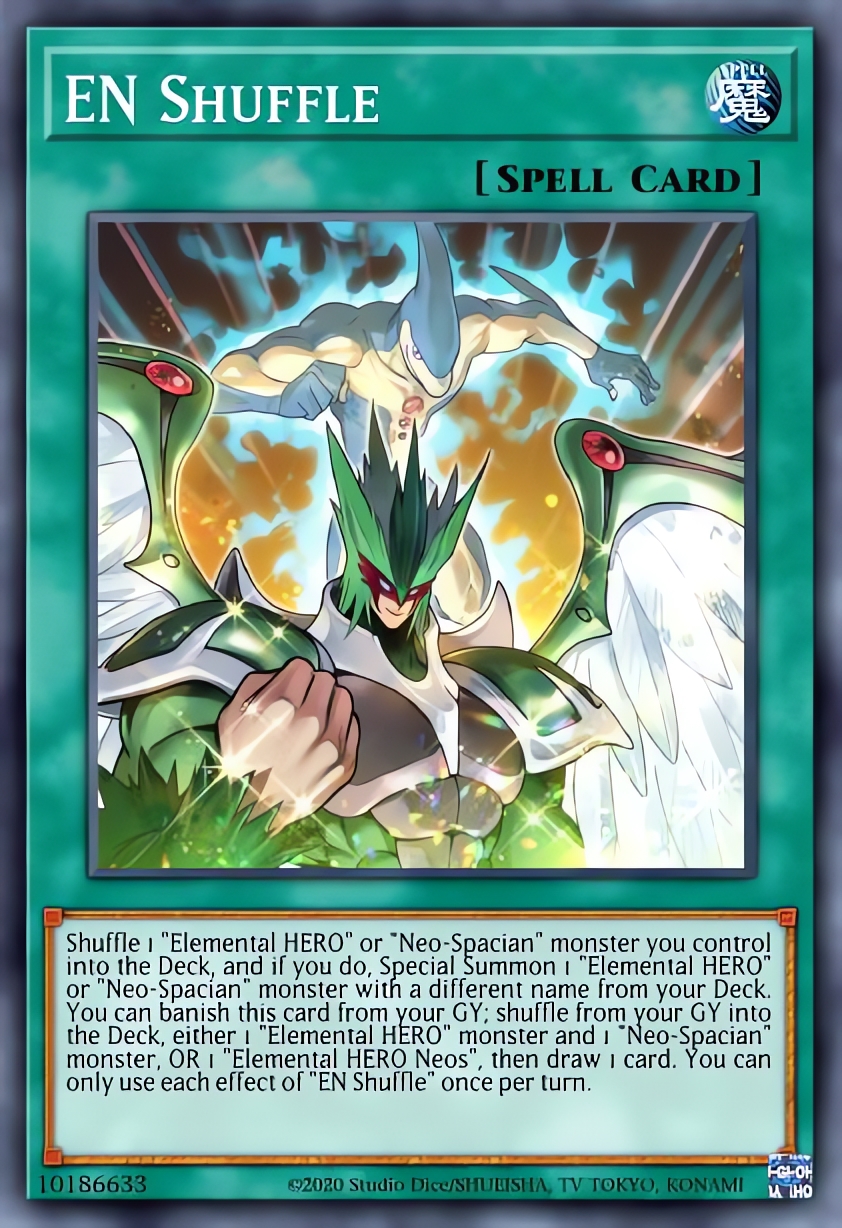 EN SHUFFLE
魔
[SPELL CARD]
Shuffle 1 "Elemental HERO" or "Neo-Spacian" monster you control
into the Deck, and if you do, Special Summon 1 "Elemental HERO"
or "Neo-Spacian" monster with a different name from your Deck.
You can banish this card from your GY; shuffle from your GY into
the Deck, either 1 "Elemental HERO" monster and 1 "Neo-Spacian"
monster, OR 1 "Elemental HERO Neos", then draw 1 card. You can
only use each effect of "EN Shuffle" once per turn.
10186633
©2020 Studio Dice/SHUEISHA, TV TOKYO, KONAMI